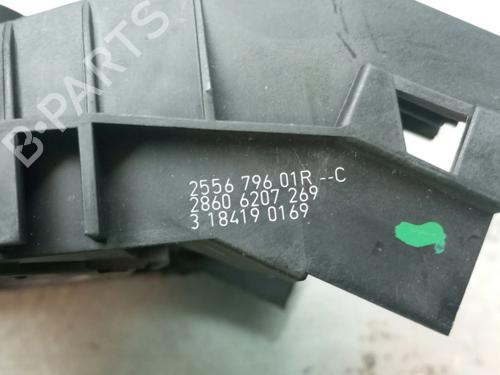 B-PARTS
2556 796 01R --C
2860 6207 269
3 18419 0169